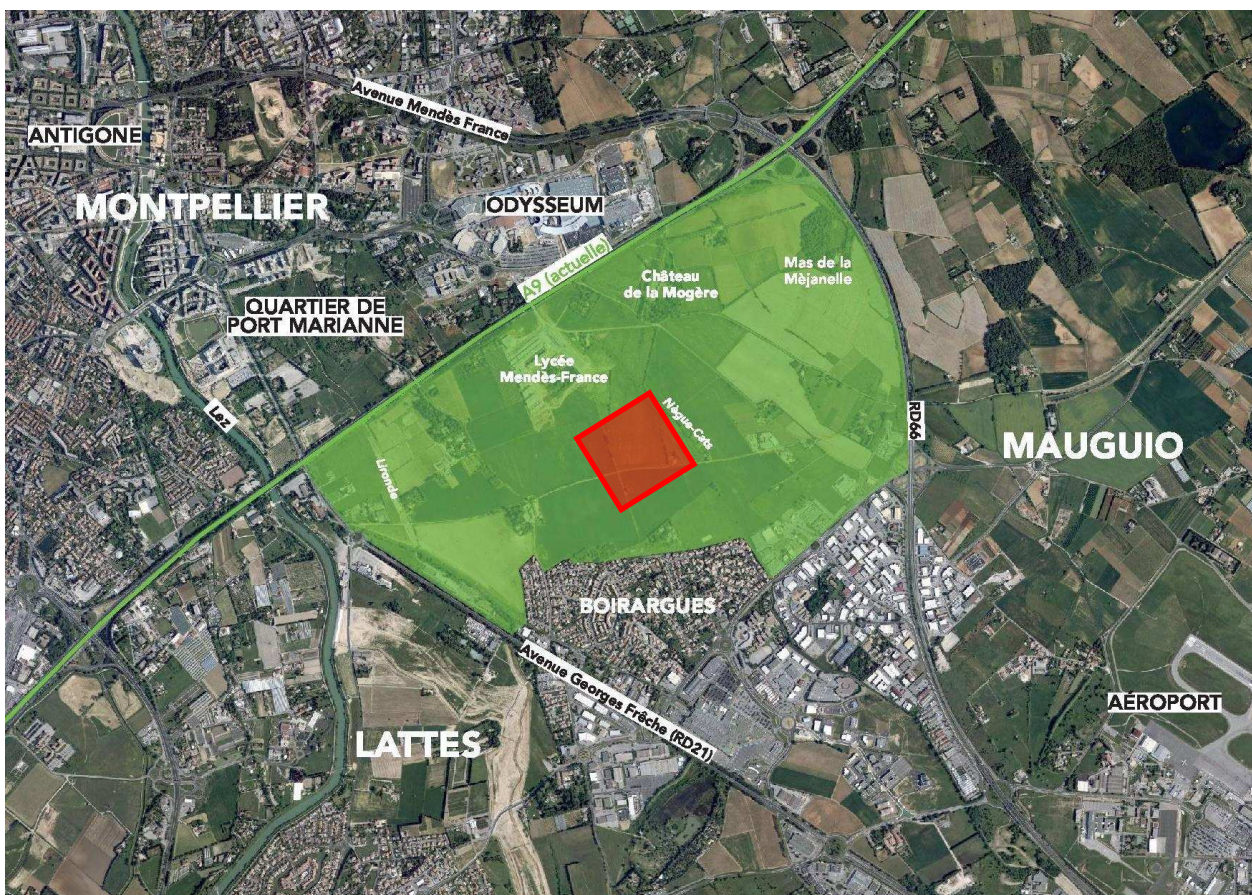 Avenue Mendès France
ANTIGONE
MONTPELLIER
ODYSSEUM
A9 (actuelle)
Château
de la Mogère
Mas de la
Mèjanelle
QUARTIER DE
PORT MARIANNE
Lycée
Mendès-France
Lez
Nègue-Cats
RD66
MAUGUIO
Lironde
BOIRARGUES
Avenue Georges Frêche (RD21)
AÉROPORT
LATTES